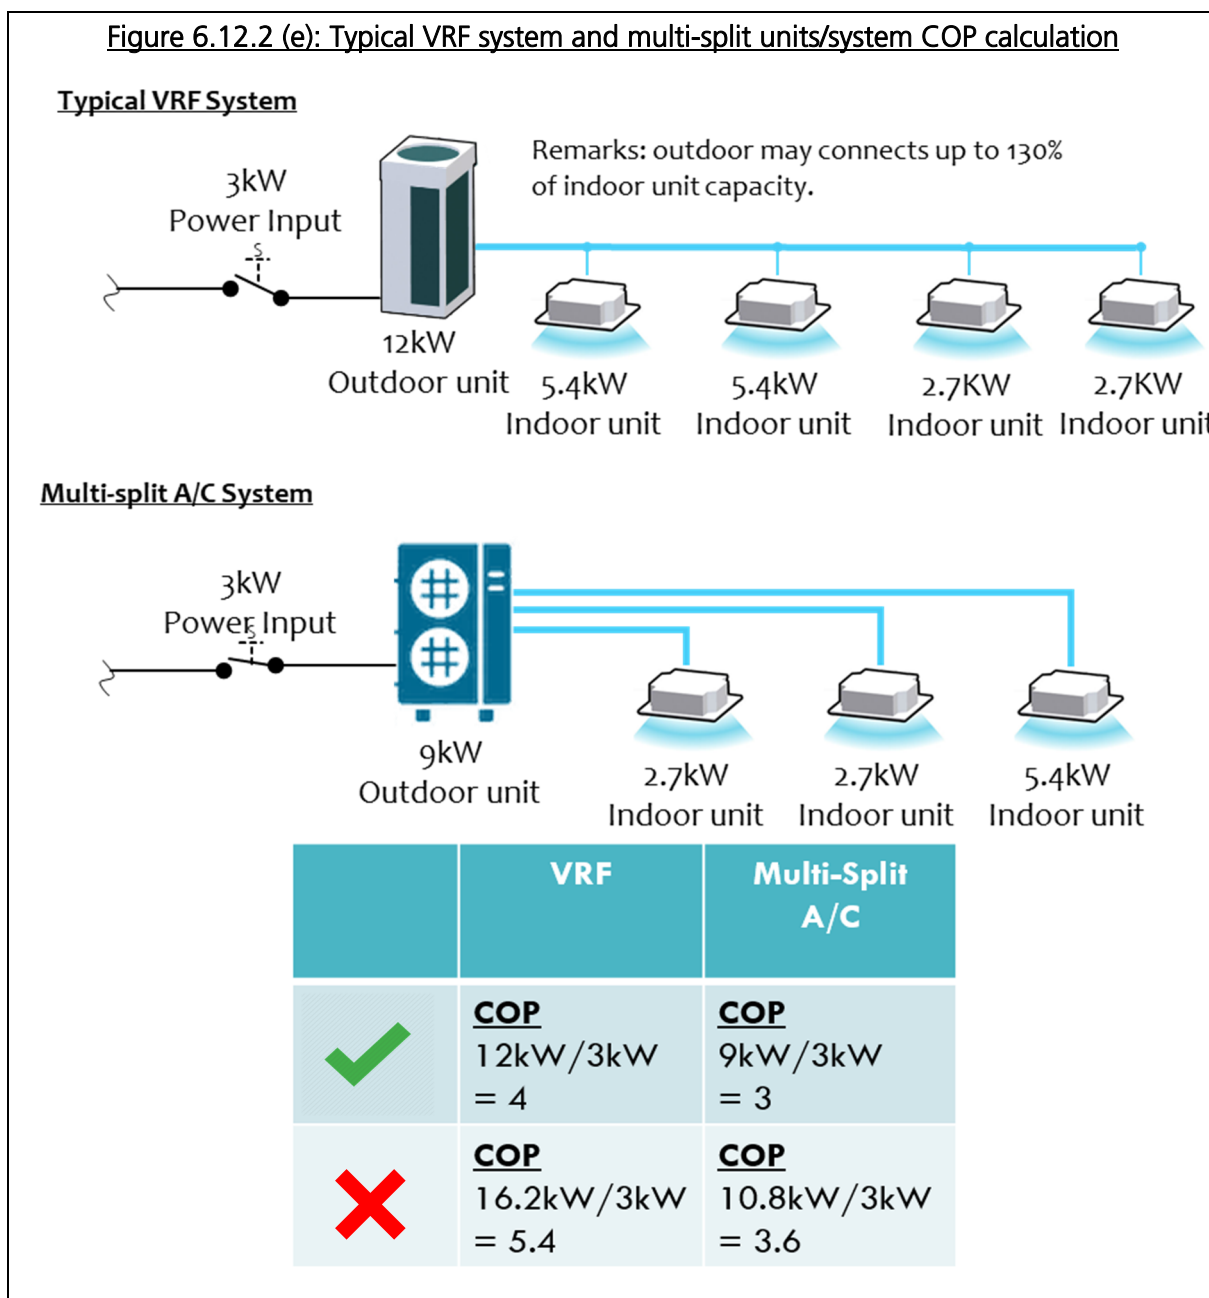 Figure 6.12.2 (e): Typical VRF system and multi-split units/system COP calculation
Typical VRF System
Remarks: outdoor may connects up to 130%
of indoor unit capacity.
3kW
Power Input
S
12kW
Outdoor unit
5.4kW
Indoor unit
5.4kW
Indoor unit
2.7KW
Indoor unit
2.7KW
Indoor unit
Multi-split A/C System
3kW
Power Input
S
9kW
Outdoor unit
2.7kW
Indoor unit
2.7kW
Indoor unit
5.4kW
Indoor unit
VRF
Multi-Split
A/C
COP
12kW/3kW
= 4
COP
9kW/3kW
= 3
COP
16.2kW/3kW
= 5.4
COP
10.8kW/3kW
= 3.6